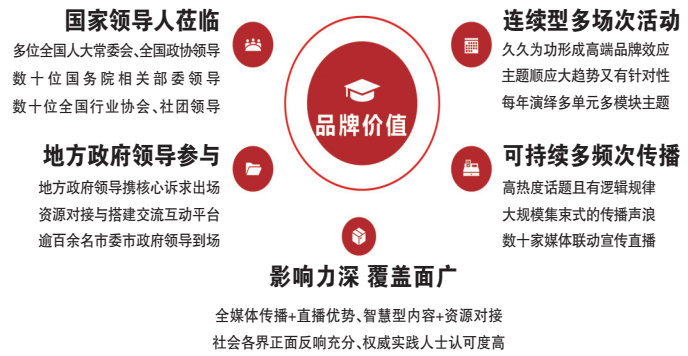 国家领导人莅临
多位全国人大常委会、全国政协领导
数十位国务院相关部委领导
数十位全国行业协会、社团领导
连续型多场次活动
久久为功形成高端品牌效应
主题顺应大趋势又有针对性
每年演绎多单元多模块主题
品牌价值
地方政府领导参与
地方政府领导携核心诉求出场
资源对接与搭建交流互动平台
逾百余名市委市政府领导到场
可持续多频次传播
高热度话题且有逻辑规律
大规模集束式的传播声浪
数十家媒体联动宣传直播
影响力深 覆盖面广
全媒体传播+直播优势、智慧型内容+资源对接
社会各界正面反响充分、权威实践人士认可度高